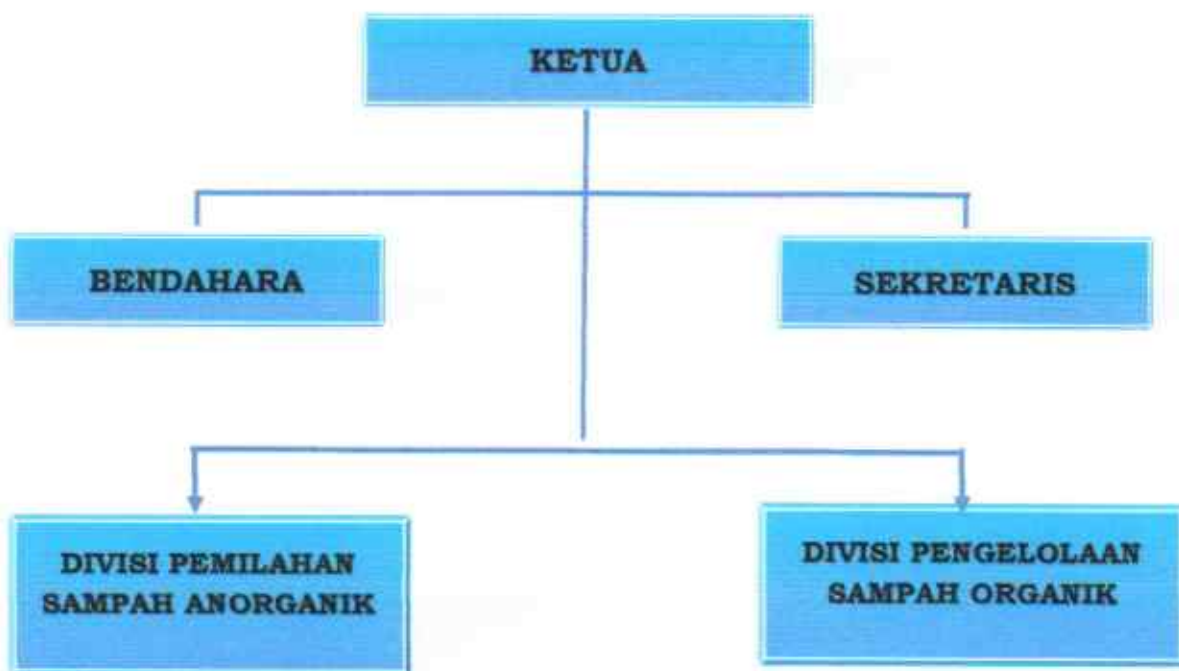 KETUA
BENDAHARA
SEKRETARIS
DIVISI PEMILAHAN
SAMPAH ANORGANIK
DIVISI PENGELOLAAN
SAMPAH ORGANIK